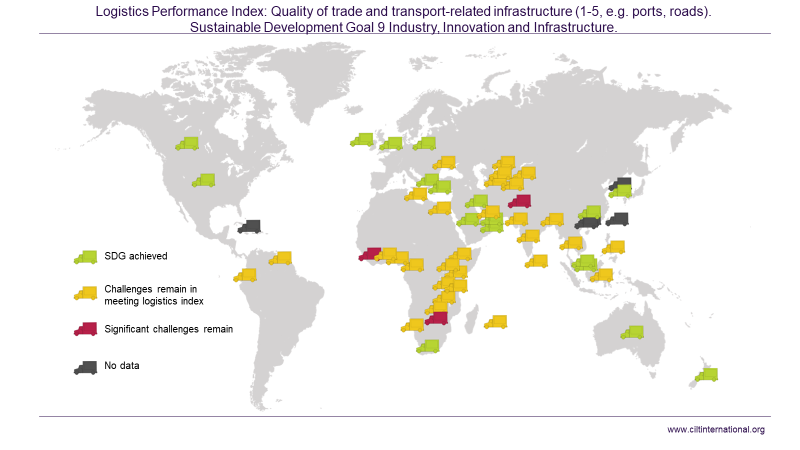 Logistics Performance Index: Quality of trade and transport-related infrastructure (1-5, e.g. ports, roads).
Sustainable Development Goal 9 Industry, Innovation and Infrastructure.
SDG achieved
Challenges remain in
meeting logistics index
Significant challenges remain
No data
www.ciltinternational.org